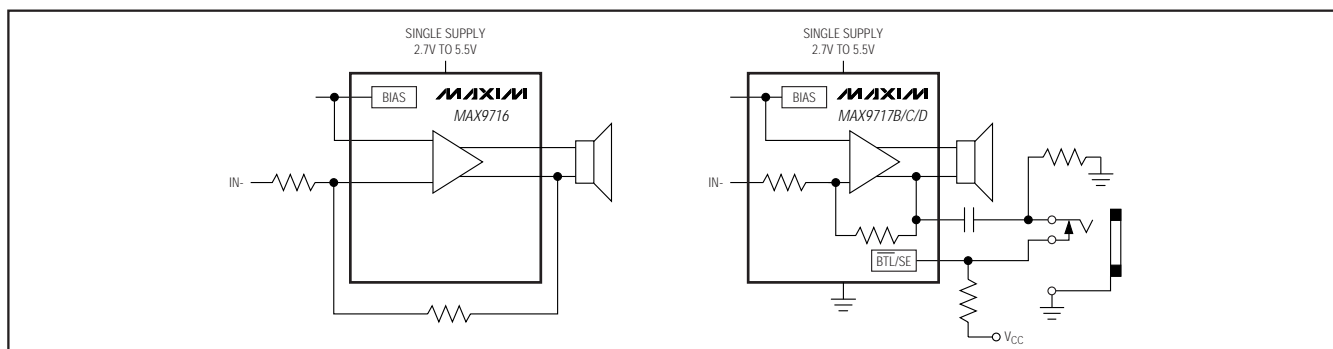 SINGLE SUPPLY
2.7V TO 5.5V
BIAS
MAXIM
MAX9716
IN-
SINGLE SUPPLY
2.7V TO 5.5V
BIAS
MAXIM
MAX9717B/C/D
IN-
BTL/SE
VCC